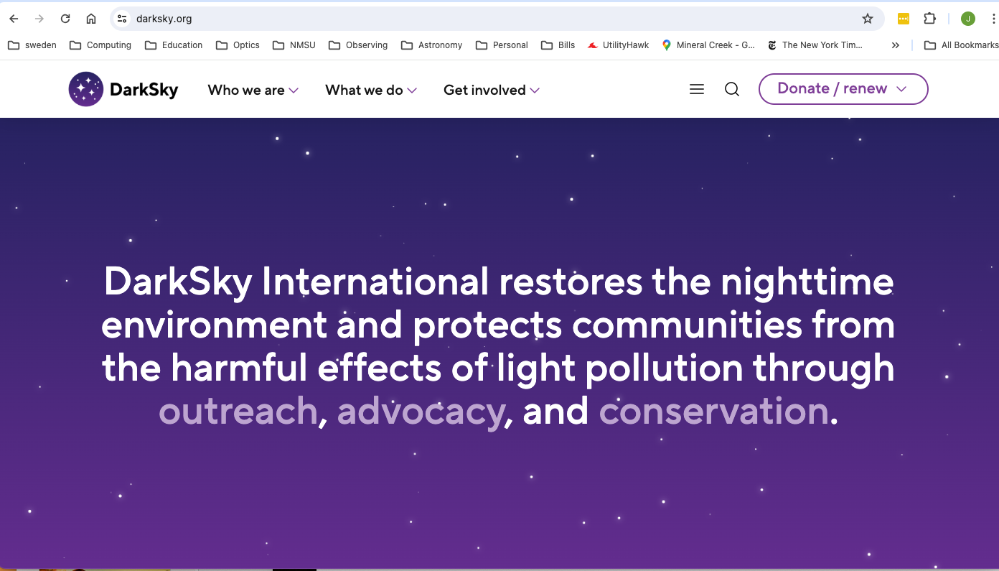 darksky.org
J
sweden Computing Education Optics NMSU Observing Astronomy Personal Bills UtilityHawk Mineral Creek - G... The New York Tim... All Bookmarks
DarkSky Who we are What we do Get involved Donate / renew
DarkSky International restores the nighttime
environment and protects communities from
the harmful effects of light pollution through
outreach, advocacy, and conservation.